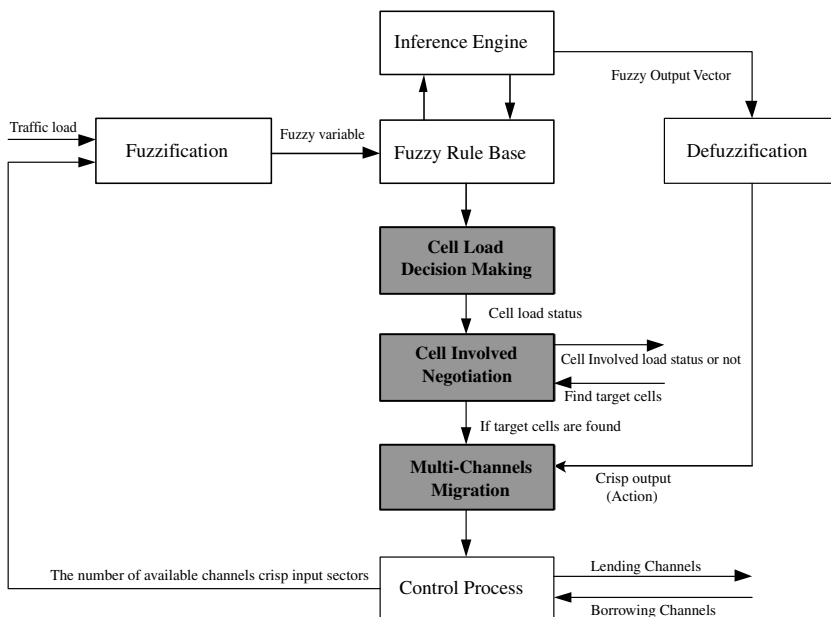 Inference Engine
Fuzzy Output Vector
Traffic load
Fuzzification
Fuzzy variable
Fuzzy Rule Base
Defuzzification
Cell Load
Decision Making
Cell load status
Cell Involved
Negotiation
Cell Involved load status or not
Find target cells
If target cells are found
Multi-Channels
Migration
Crisp output
(Action)
The number of available channels crisp input sectors
Control Process
Lending Channels
Borrowing Channels